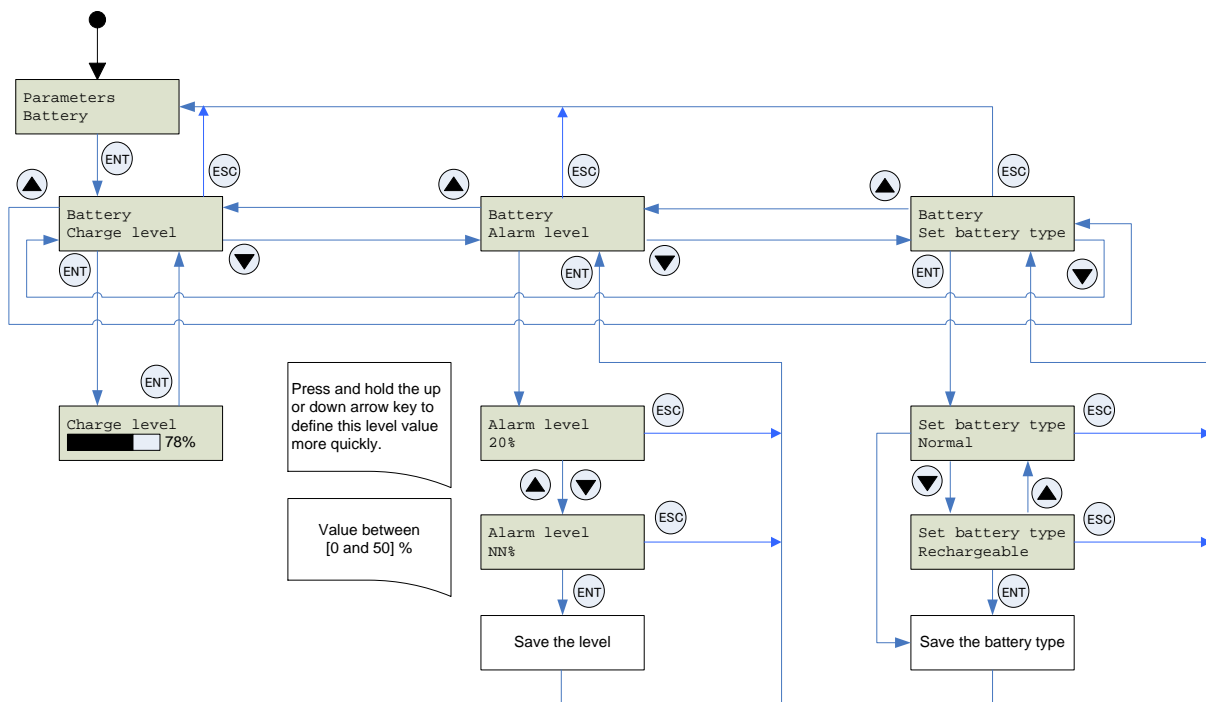 Parameters
Battery
ENT
ESC
ESC
ESC
Battery
Charge level
Battery
Alarm level
Battery
Set battery type
ENT
ENT
ENT
ENT
Charge level
78%
Press and hold the up
or down arrow key to
define this level value
more quickly.
Alarm level
20%
ESC
Set battery type
Normal
ESC
Value between
[0 and 50] %
Alarm level
NN%
ESC
Set battery type
Rechargeable
ESC
ENT
ENT
Save the level
Save the battery type